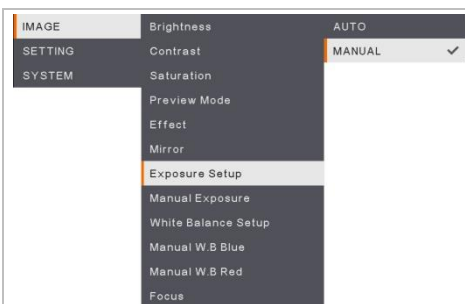 IMAGE
SETTING
SYSTEM
Brightness
Contrast
Saturation
Preview Mode
Effect
Mirror
Exposure Setup
Manual Exposure
White Balance Setup
Manual W.B Blue
Manual W.B Red
Focus
AUTO
MANUAL ✓